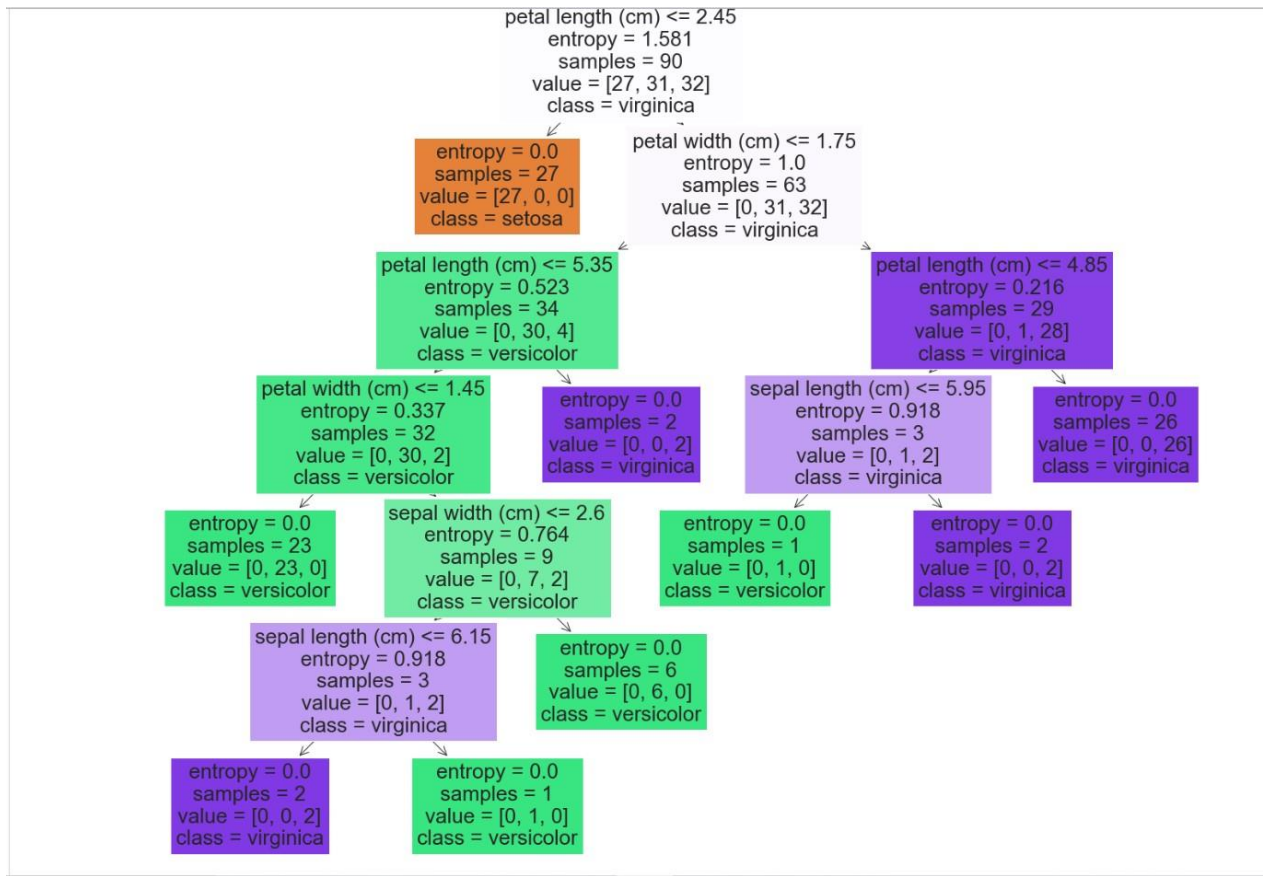 petal length (cm) <= 2.45
entropy = 1.581
samples = 90
value = [27, 31, 32]
class = virginica
entropy = 0.0
samples = 27
value = [27, 0, 0]
class = setosa
petal width (cm) <= 1.75
entropy = 1.0
samples = 63
value = [0, 31, 32]
class = virginica
petal length (cm) <= 5.35
entropy = 0.523
samples = 34
value = [0, 30, 4]
class = versicolor
petal length (cm) <= 4.85
entropy = 0.216
samples = 29
value = [0, 1, 28]
class = virginica
petal width (cm) <= 1.45
entropy = 0.337
samples = 32
value = [0, 30, 2]
class = versicolor
entropy = 0.0
samples = 2
value = [0, 0, 2]
class = virginica
sepal length (cm) <= 5.95
entropy = 0.918
samples = 3
value = [0, 1, 2]
class = virginica
entropy = 0.0
samples = 26
value = [0, 0, 26]
class = virginica
entropy = 0.0
samples = 23
value = [0, 23, 0]
class = versicolor
sepal width (cm) <= 2.6
entropy = 0.764
samples = 9
value = [0, 7, 2]
class = versicolor
entropy = 0.0
samples = 1
value = [0, 1, 0]
class = versicolor
entropy = 0.0
samples = 2
value = [0, 0, 2]
class = virginica
sepal length (cm) <= 6.15
entropy = 0.918
samples = 3
value = [0, 1, 2]
class = virginica
entropy = 0.0
samples = 6
value = [0, 6, 0]
class = versicolor
entropy = 0.0
samples = 2
value = [0, 0, 2]
class = virginica
entropy = 0.0
samples = 1
value = [0, 1, 0]
class = versicolor